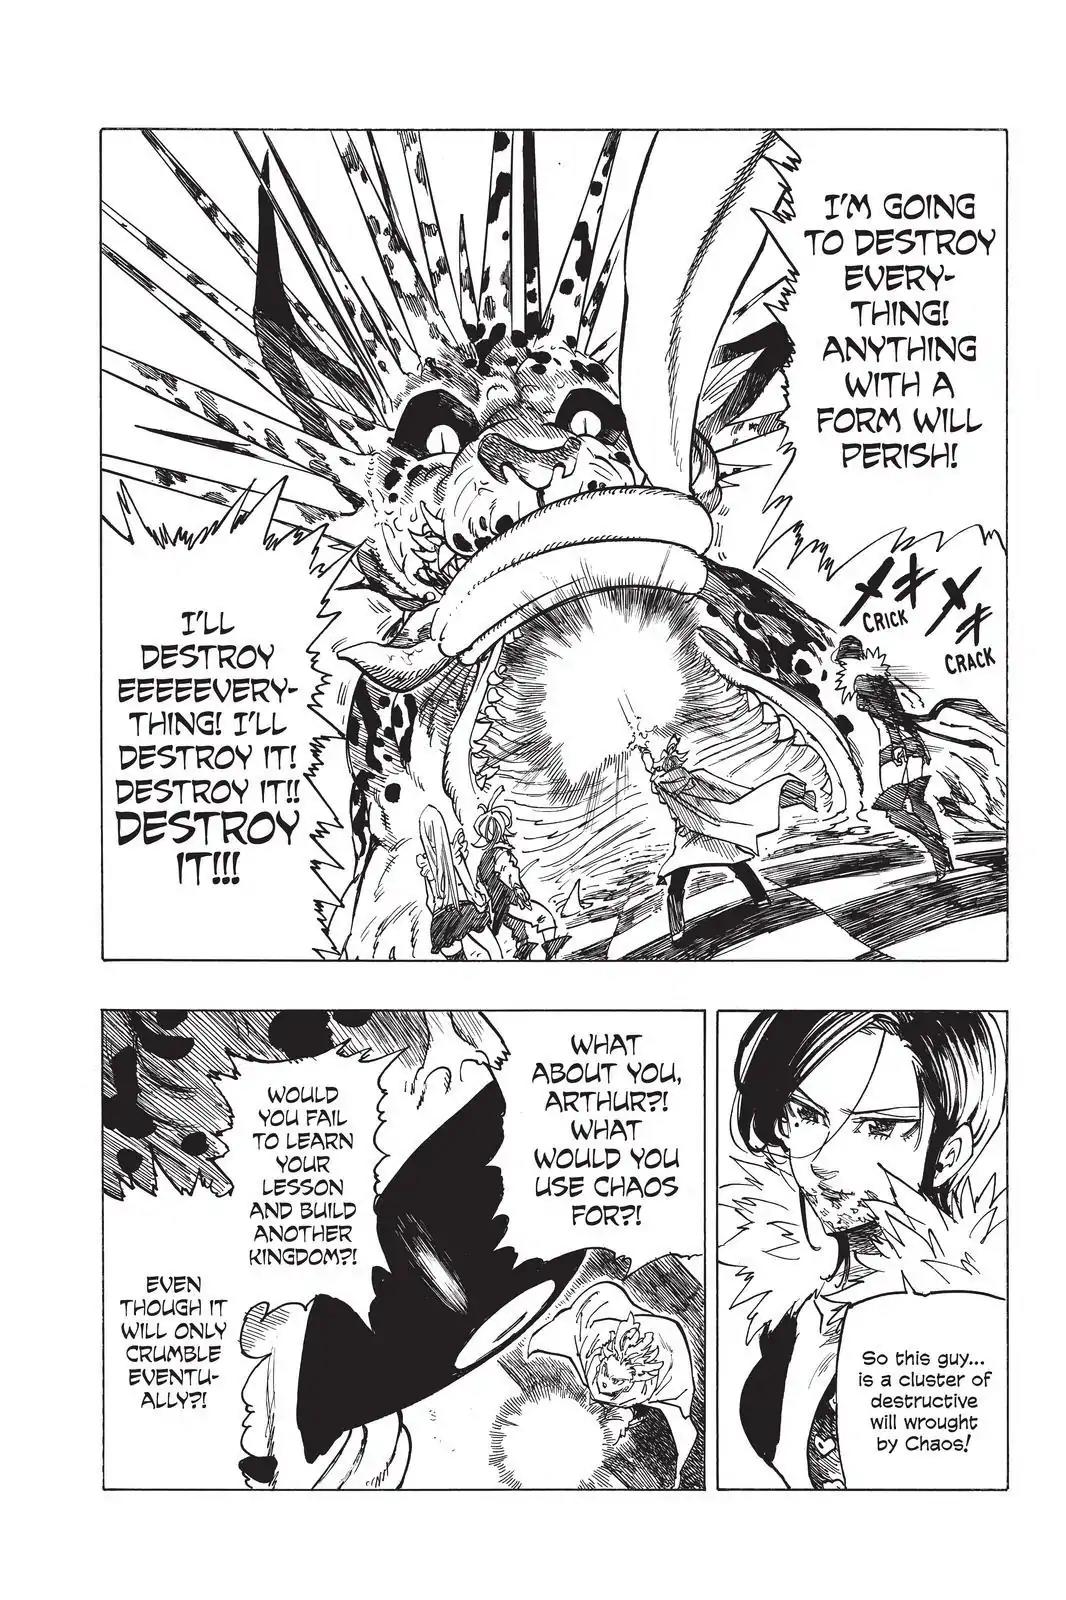 I'M GOING
TO DESTROY
EVERY-
THING!
ANYTHING
WITH A
FORM WILL
PERISH!
メキメキ
CRICK
CRACK
I'LL
DESTROY
EEEEEVERY-
THING! I'LL
DESTROY IT!
DESTROY IT!!
DESTROY
IT!!!
So this guy...
is a cluster of
destructive
will wrought
by Chaos!
WHAT
ABOUT YOU,
ARTHUR?!
WHAT
WOULD YOU
USE CHAOS
FOR?!
WOULD
YOU FAIL
TO LEARN
YOUR
LESSON
AND BUILD
ANOTHER
KINGDOM?!
EVEN
THOUGH IT
WILL ONLY
CRUMBLE
EVENTU-
ALLY?!